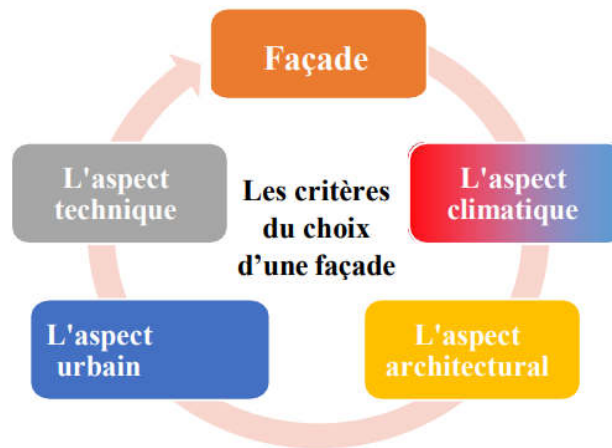 Façade
L'aspect
technique
Les critères
du choix
d’une façade
L'aspect
climatique
L'aspect
urbain
L'aspect
architectural